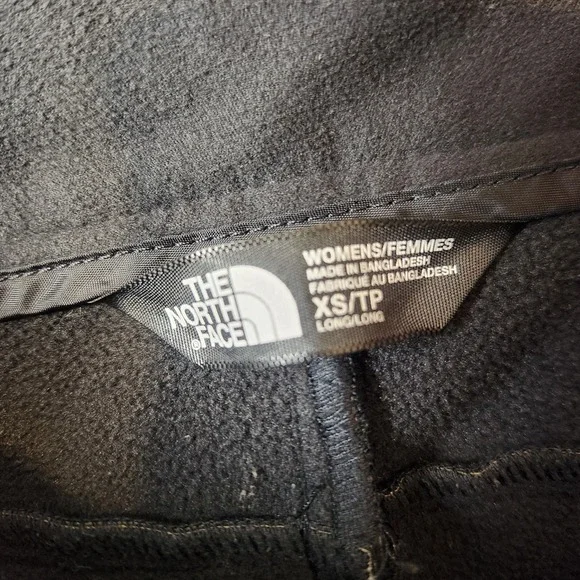 THE
NORTH
FACE
WOMENS/FEMMES
MADE IN BANGLADESH
FABRIQUÉ AU BANGLADESH
XS/TP
LONG/LONG